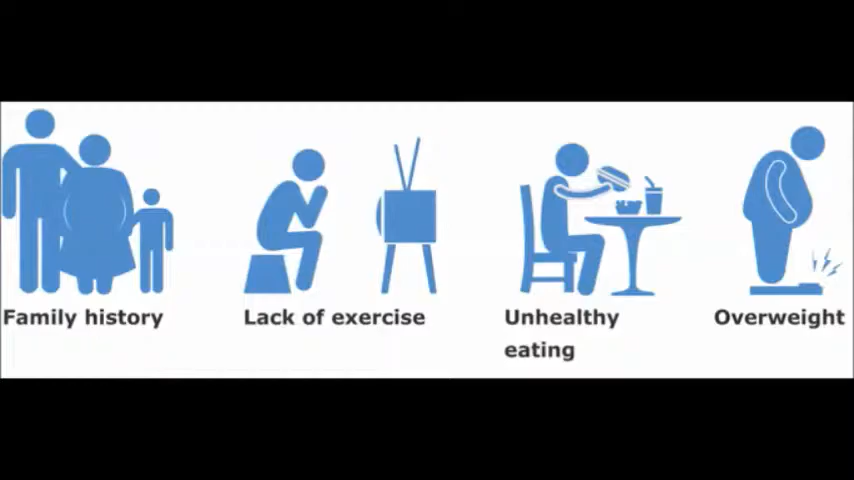 Family history
Lack of exercise
Unhealthy
eating
Overweight